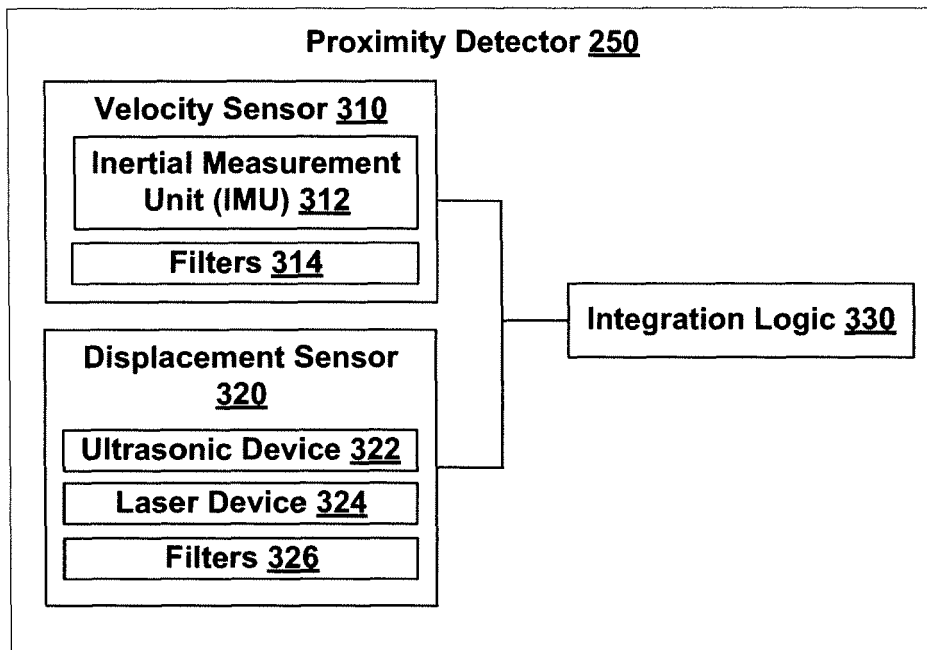 Proximity Detector 250
Velocity Sensor 310
Inertial Measurement
Unit (IMU) 312
Filters 314
Displacement Sensor
320
Ultrasonic Device 322
Laser Device 324
Filters 326
Integration Logic 330